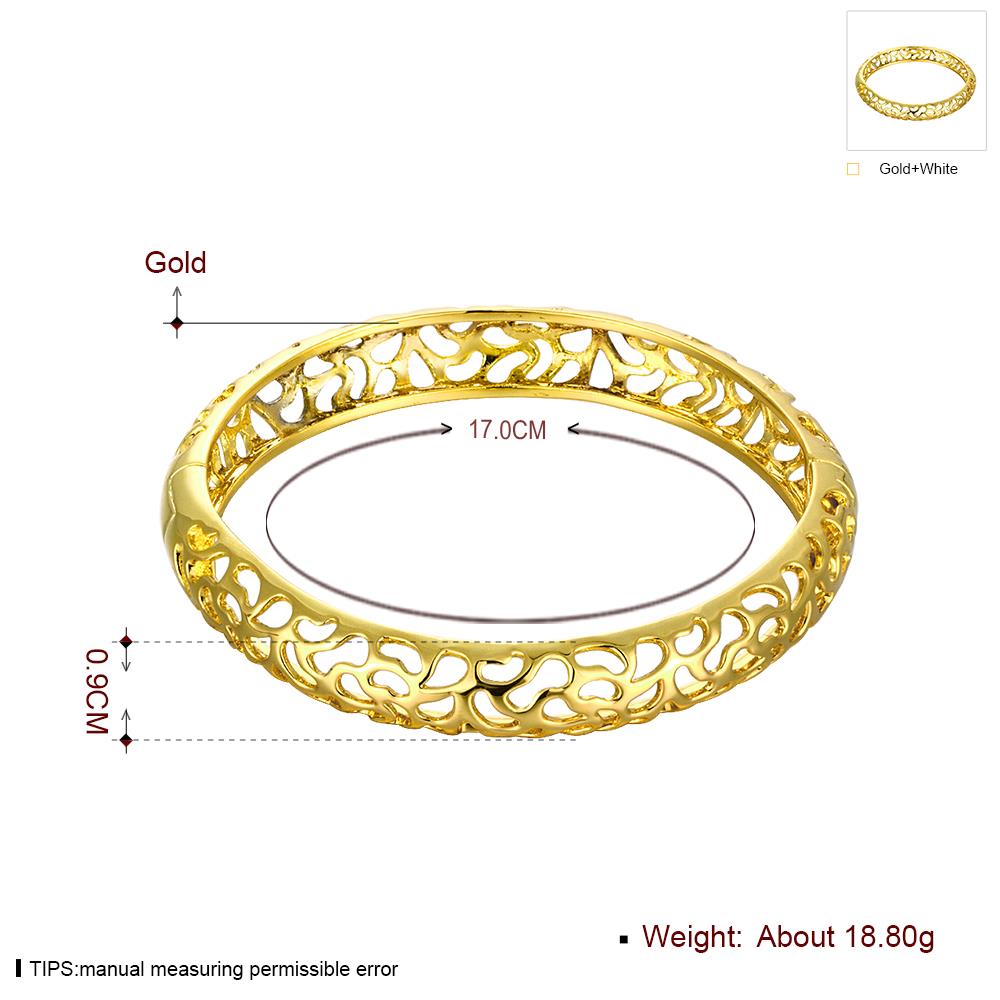 Gold+White
Gold
17.0CM
0.9CM
Weight: About 18.80g
TIPS:manual measuring permissible error